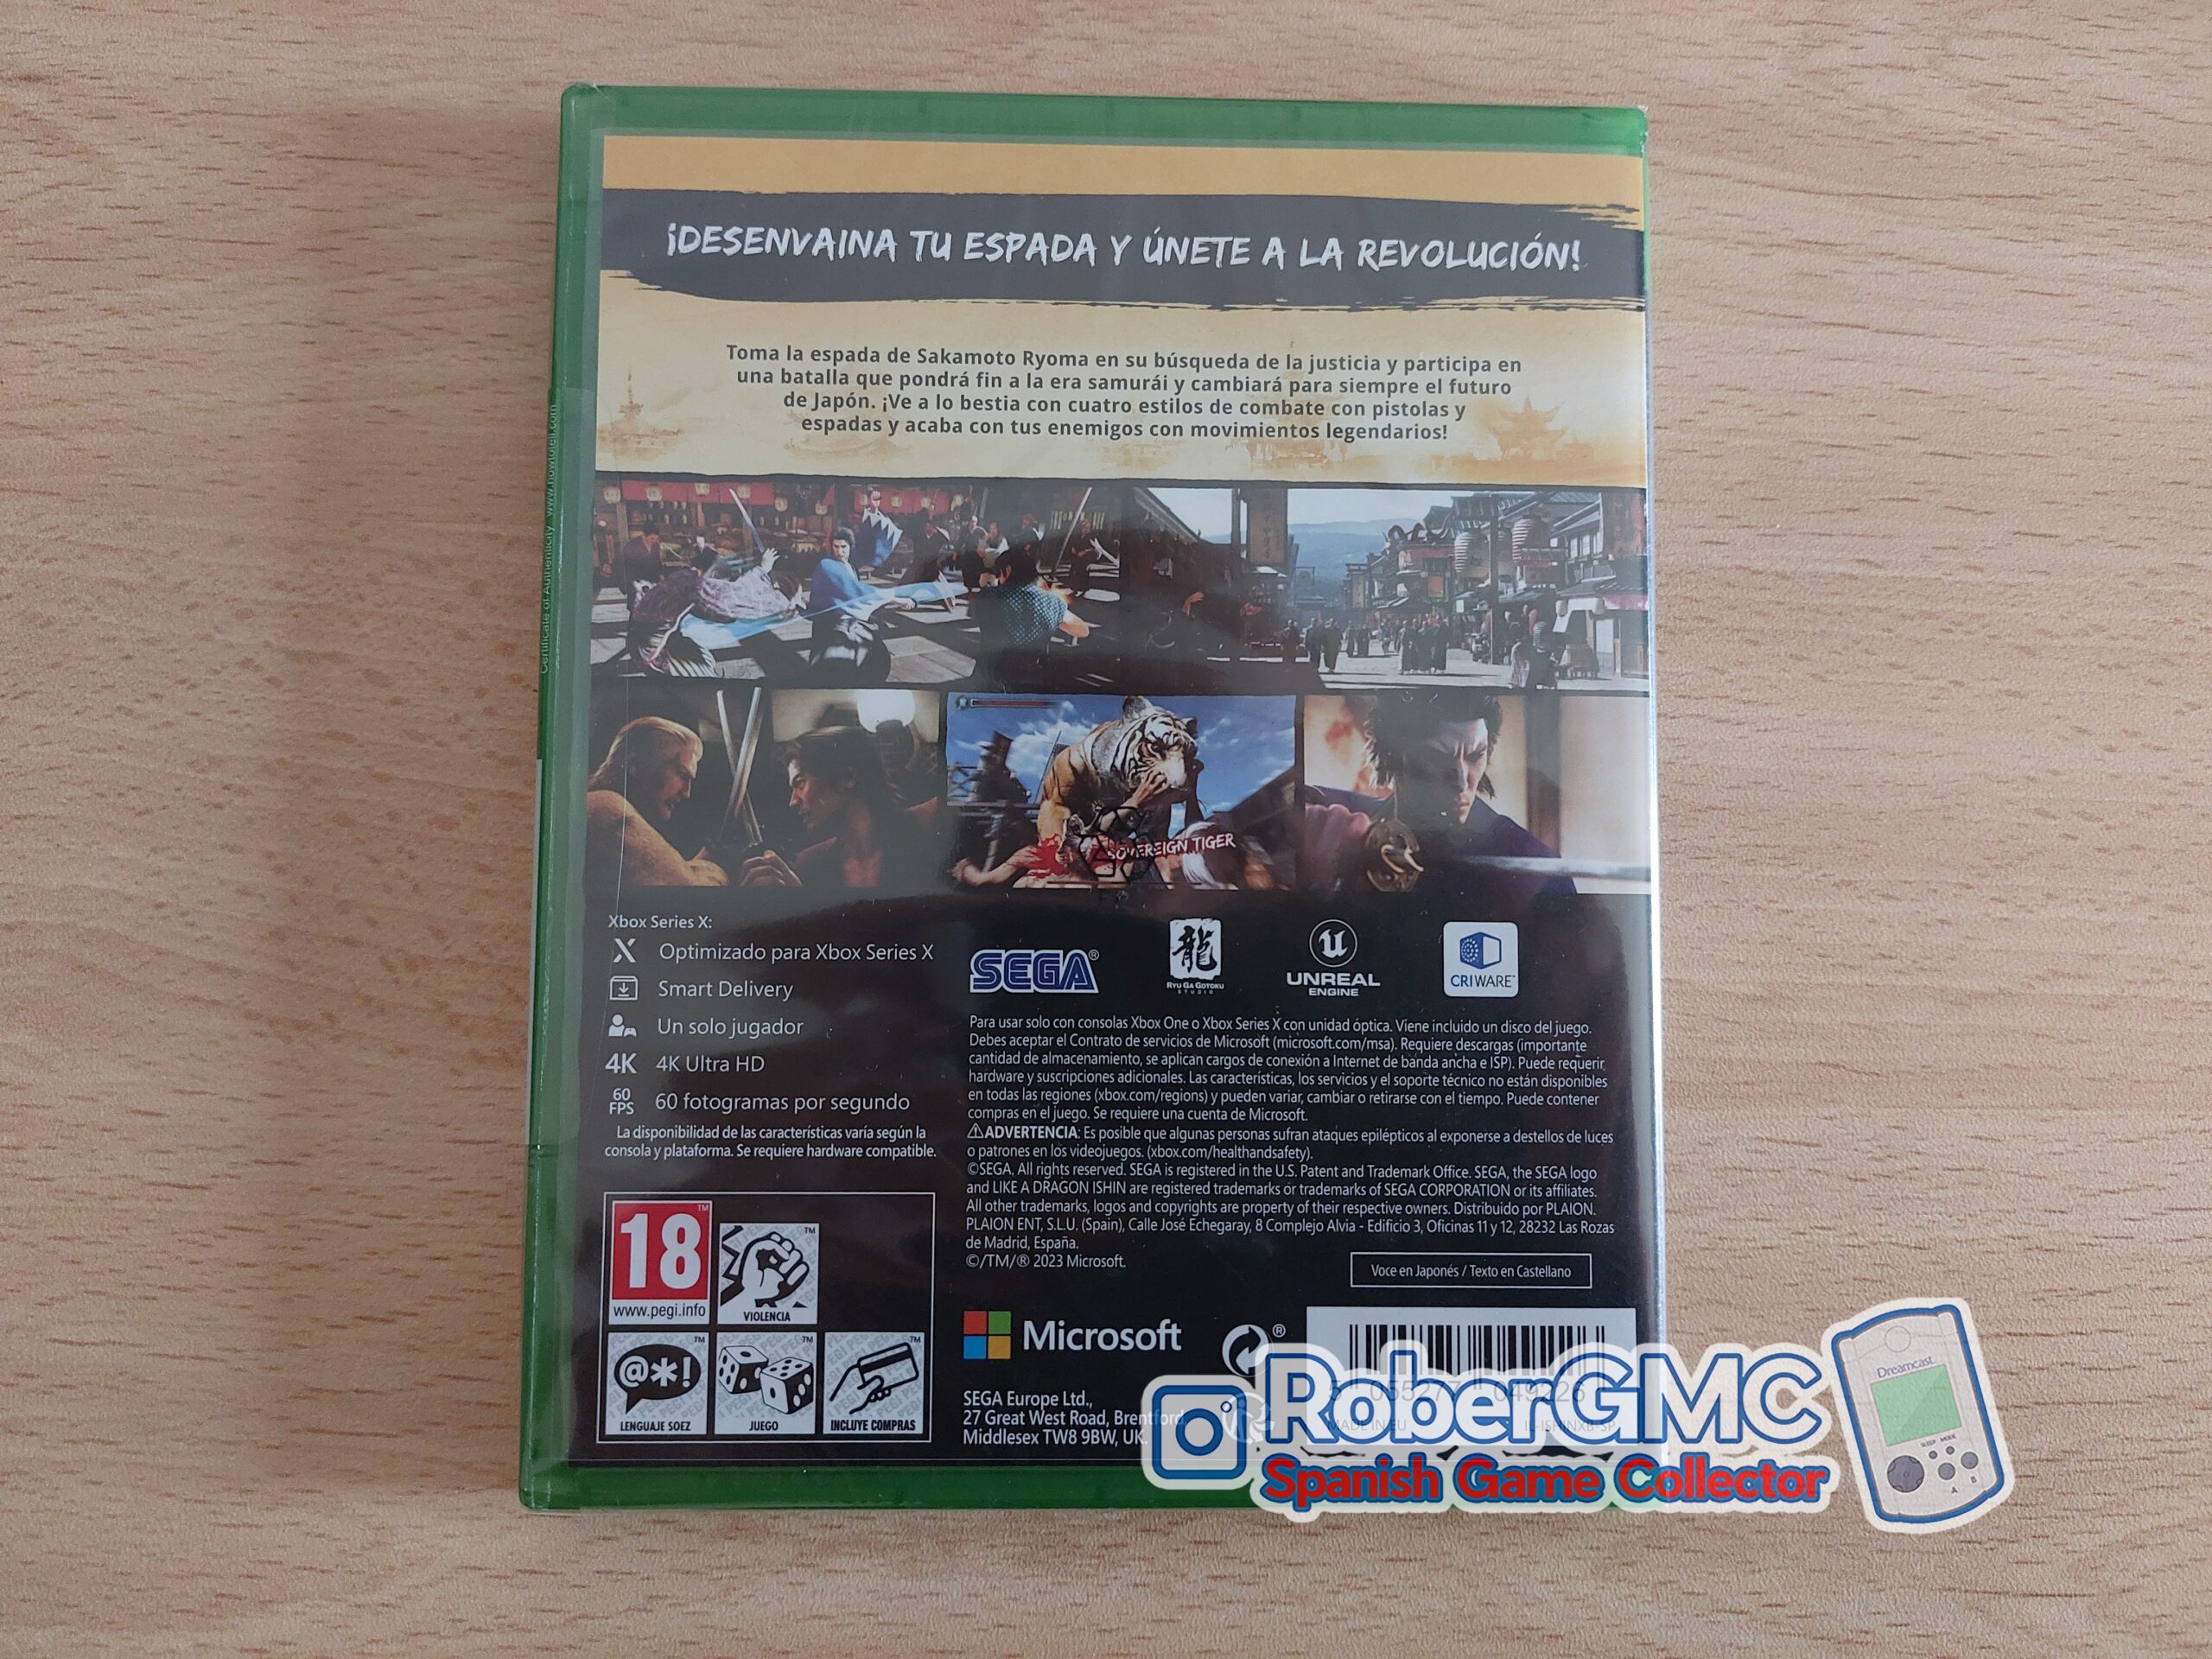 ¡DESENVAINA TU ESPADA Y ÚNETE A LA REVOLUCIÓN!
Toma la espada de Sakamoto Ryoma en su búsqueda de la justicia y participa en
una batalla que pondrá fin a la era samurái y cambiará para siempre el futuro
de Japón. ¡Ve a lo bestia con cuatro estilos de combate con pistolas y
espadas y acaba con tus enemigos con movimientos legendarios!
Certificate of Authenticity www.howtotell.com
SOVEREIGN TIGER
Xbox Series X:
Optimizado para Xbox Series X
Smart Delivery
Un solo jugador
4K 4K Ultra HD
60 FPS 60 fotogramas por segundo
La disponibilidad de las características varía según la
consola y plataforma. Se requiere hardware compatible.
SEGA®
龍
RYU GA GOTOKU
STUDIO
UNREAL
ENGINE
CRIWARE™
Para usar solo con consolas Xbox One o Xbox Series X con unidad óptica. Viene incluido un disco del juego.
Debes aceptar el Contrato de servicios de Microsoft (microsoft.com/msa). Requiere descargas (importante
cantidad de almacenamiento, se aplican cargos de conexión a Internet de banda ancha e ISP). Puede requerir
hardware y suscripciones adicionales. Las características, los servicios y el soporte técnico no están disponibles
en todas las regiones (xbox.com/regions) y pueden variar, cambiar o retirarse con el tiempo. Puede contener
compras en el juego. Se requiere una cuenta de Microsoft.
⚠ADVERTENCIA: Es posible que algunas personas sufran ataques epilépticos al exponerse a destellos de luces
o patrones en los videojuegos. (xbox.com/healthandsafety).
©SEGA. All rights reserved. SEGA is registered in the U.S. Patent and Trademark Office. SEGA, the SEGA logo
and LIKE A DRAGON ISHIN are registered trademarks or trademarks of SEGA CORPORATION or its affiliates.
All other trademarks, logos and copyrights are property of their respective owners. Distribuido por PLAION.
PLAION ENT, S.L.U. (Spain), Calle José Echegaray, 8 Complejo Alvia - Edificio 3, Oficinas 11 y 12, 28232 Las Rozas
de Madrid, España.
©/TM/® 2023 Microsoft.
Voce en Japonés / Texto en Castellano
18
™
www.pegi.info
VIOLENCIA
@*!
LENGUAJE SOEZ
JUEGO
INCLUYE COMPRAS
Microsoft
®
SEGA Europe Ltd.,
27 Great West Road, Brentford,
Middlesex TW8 9BW, UK.
5 055277 049226
MADE IN EU
RoberGMC
Spanish Game Collector
Dreamcast
SLEEP MODE
B
A